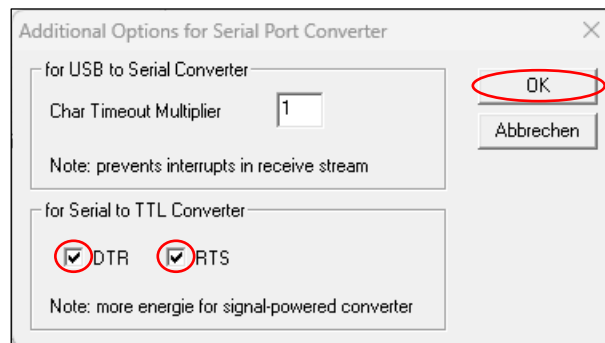 Additional Options for Serial Port Converter
for USB to Serial Converter
Char Timeout Multiplier 1
Note: prevents interrupts in receive stream
for Serial to TTL Converter
DTR RTS
Note: more energie for signal-powered converter
OK
Abbrechen